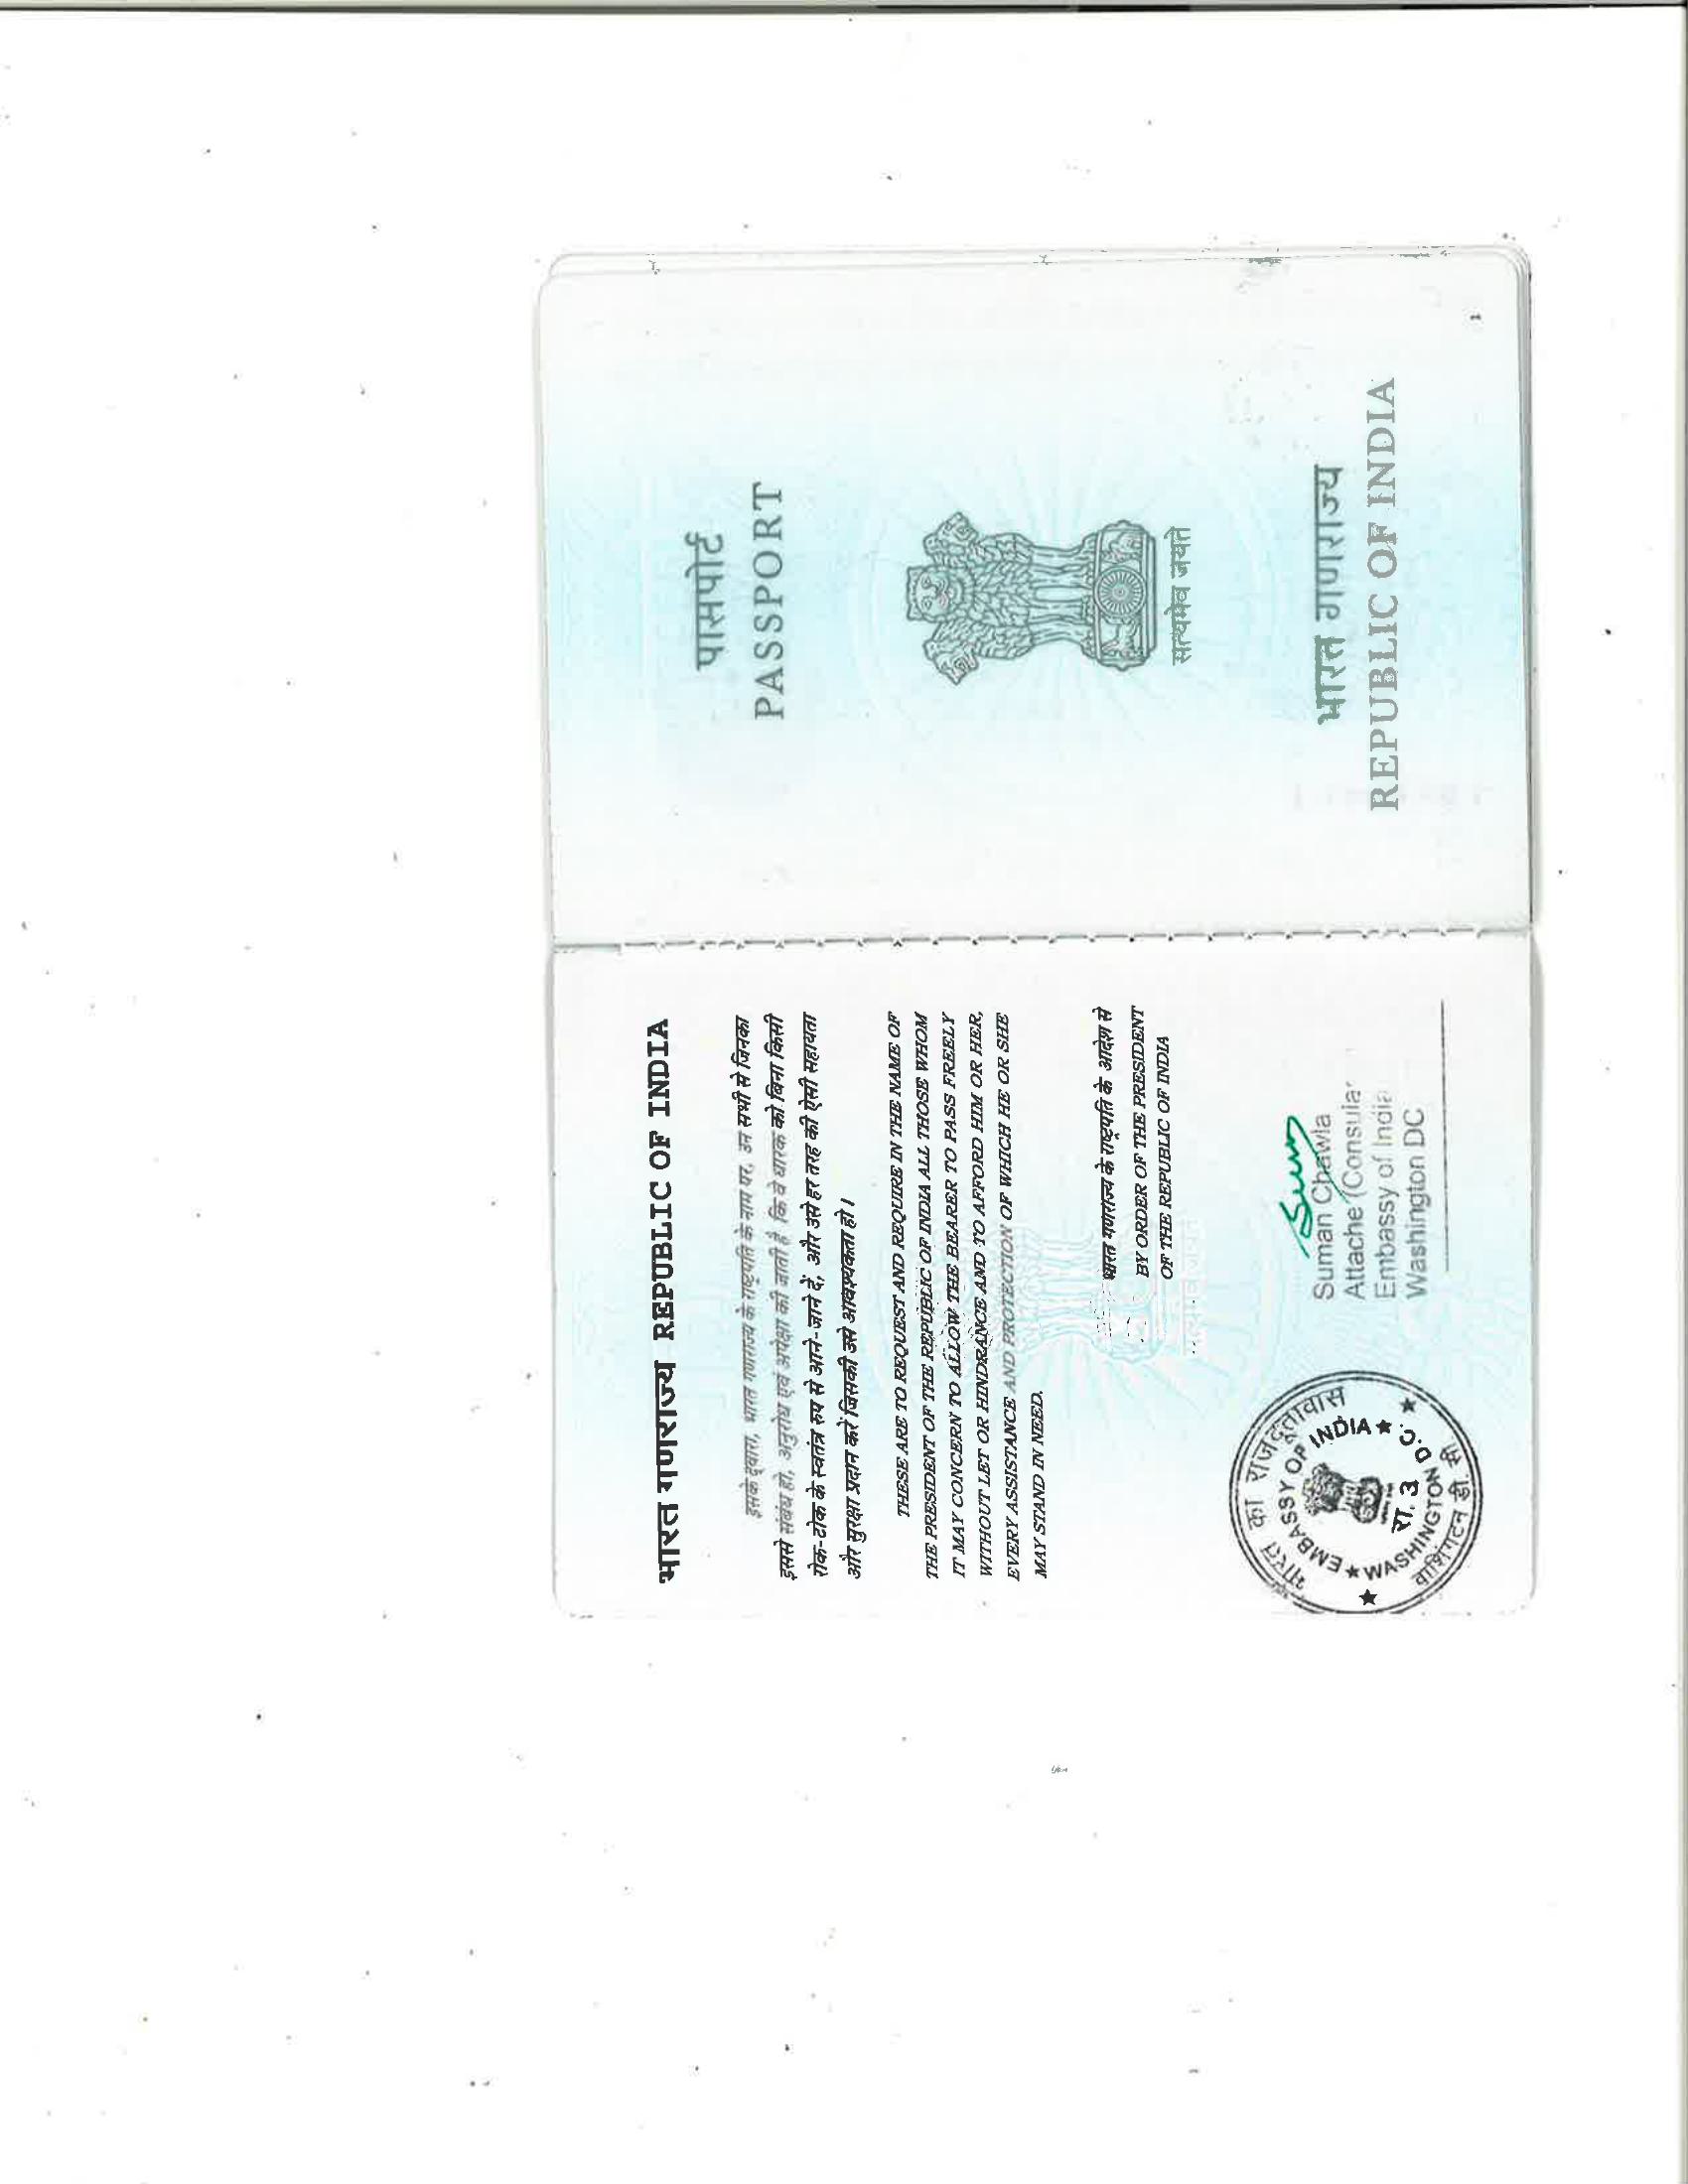 भारत गणराज्य REPUBLIC OF INDIA
इसके द्वारा, भारत गणराज्य के राष्ट्रपति के नाम पर, उन सभी से जिनका
इससे संबंध हो, अनुरोध एवं अपेक्षा की जाती है कि वे धारक को बिना किसी
रोक-टोक के स्वतंत्र रुप से आने-जाने दें, और उसे हर तरह की ऐसी सहायता
और सुरक्षा प्रदान करें जिसकी उसे आवश्यकता हो।
THESE ARE TO REQUEST AND REQUIRE IN THE NAME OF
THE PRESIDENT OF THE REPUBLIC OF INDIA ALL THOSE WHOM
IT MAY CONCERN TO ALLOW THE BEARER TO PASS FREELY
WITHOUT LET OR HINDRANCE AND TO AFFORD HIM OR HER,
EVERY ASSISTANCE AND PROTECTION OF WHICH HE OR SHE
MAY STAND IN NEED.
भारत गणराज्य के राष्ट्रपति के आदेश से
BY ORDER OF THE PRESIDENT
OF THE REPUBLIC OF INDIA
Suman Chawla
Attache (Consular
Embassy of India
Washington DC
भारत का राजदूतावास
EMBASSY OF INDIA
रा. 3
WASHINGTON D.C.
वाशिंगटन डी. सी.
पासपोर्ट
PASSPORT
सत्यमेव जयते
भारत गणराज्य
REPUBLIC OF INDIA
1